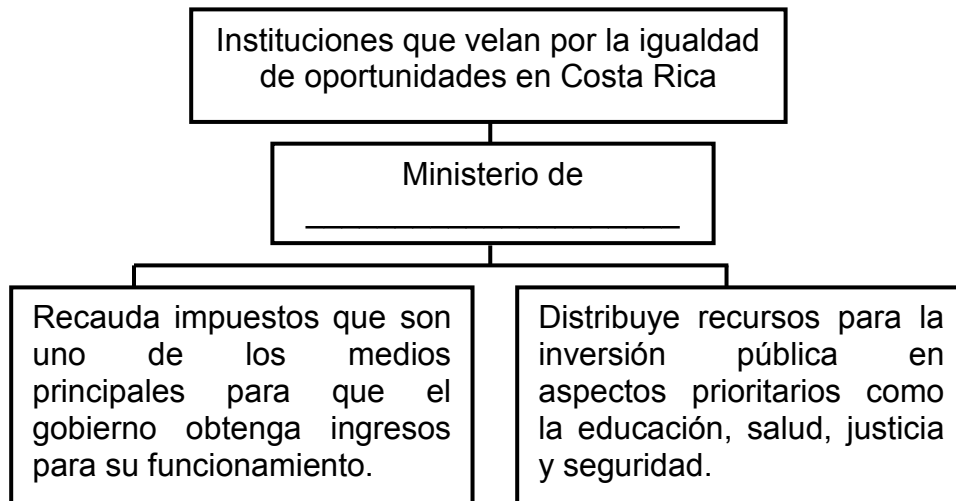 Instituciones que velan por la igualdad
de oportunidades en Costa Rica
Ministerio de
______________________
Recauda impuestos que son
uno de los medios
principales para que el
gobierno obtenga ingresos
para su funcionamiento.
Distribuye recursos para la
inversión pública en
aspectos prioritarios como
la educación, salud, justicia
y seguridad.